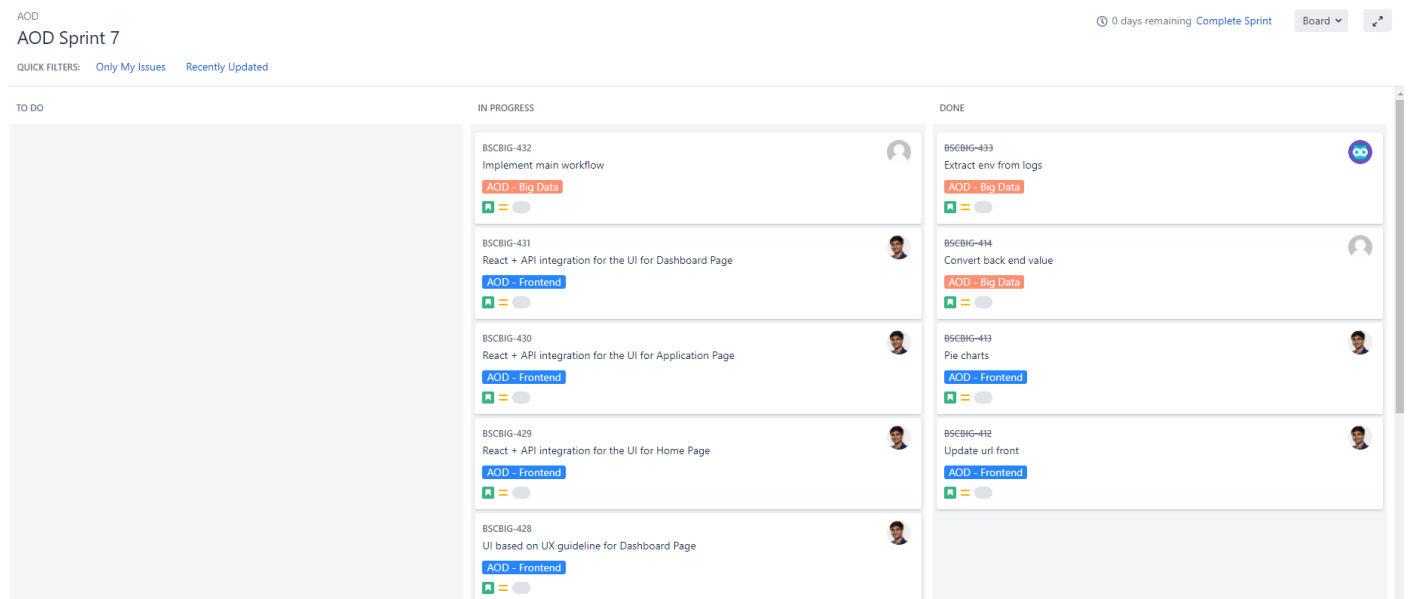 AOD
AOD Sprint 7
0 days remaining Complete Sprint
Board
QUICK FILTERS: Only My Issues Recently Updated
TO DO
IN PROGRESS
BSCBIG-432
Implement main workflow
AOD - Big Data
BSCBIG-431
React + API integration for the UI for Dashboard Page
AOD - Frontend
BSCBIG-430
React + API integration for the UI for Application Page
AOD - Frontend
BSCBIG-429
React + API integration for the UI for Home Page
AOD - Frontend
BSCBIG-428
UI based on UX guideline for Dashboard Page
AOD - Frontend
DONE
BSCBIG-433
Extract env from logs
AOD - Big Data
BSCBIG-414
Convert back end value
AOD - Big Data
BSCBIG-413
Pie charts
AOD - Frontend
BSCBIG-412
Update url front
AOD - Frontend